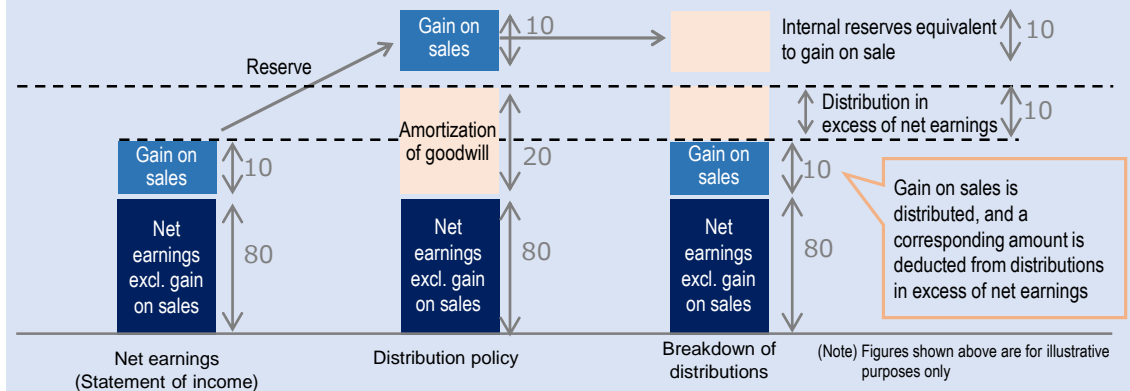 Gain on
sales
10
Internal reserves equivalent
to gain on sale
10
Reserve
Amortization
of goodwill
20
Distribution in
excess of net earnings
10
Gain on
sales
10
Gain on
sales
10
Gain on sales is
distributed, and a
corresponding amount is
deducted from distributions
in excess of net earnings
Net
earnings
excl. gain
on sales
80
Net
earnings
excl. gain
on sales
80
Net
earnings
excl. gain
on sales
80
Net earnings
(Statement of income)
Distribution policy
Breakdown of
distributions
(Note) Figures shown above are for illustrative
purposes only